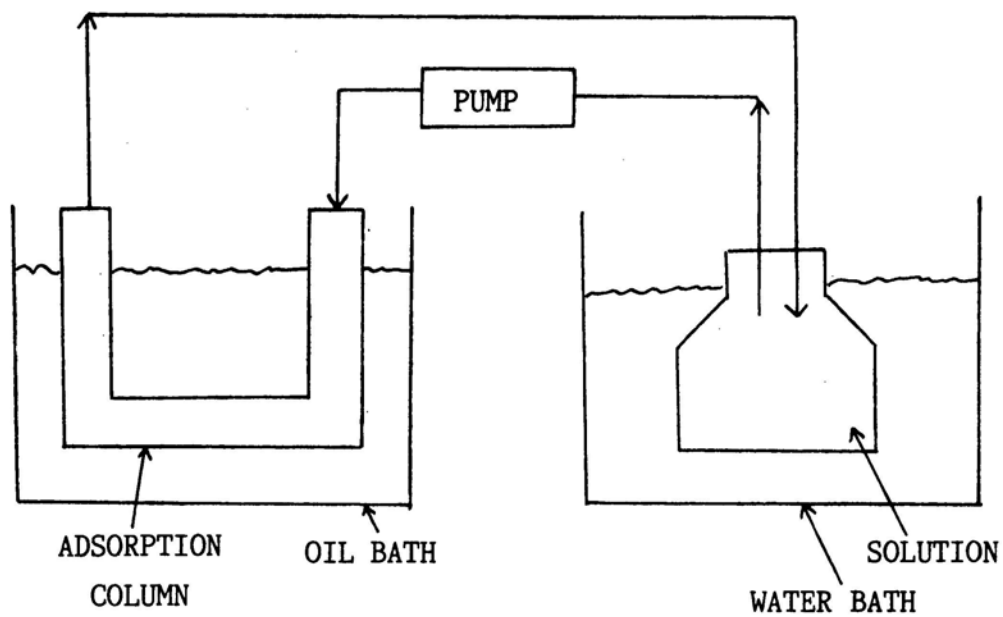 PUMP
ADSORPTION
COLUMN
OIL BATH
SOLUTION
WATER BATH